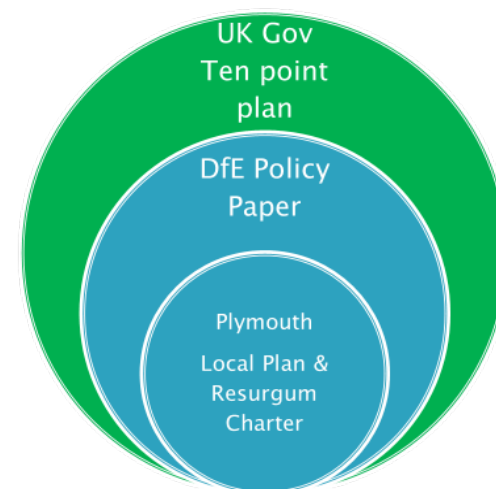 UK Gov
Ten point
plan
DfE Policy
Paper
Plymouth
Local Plan &
Resurgum
Charter